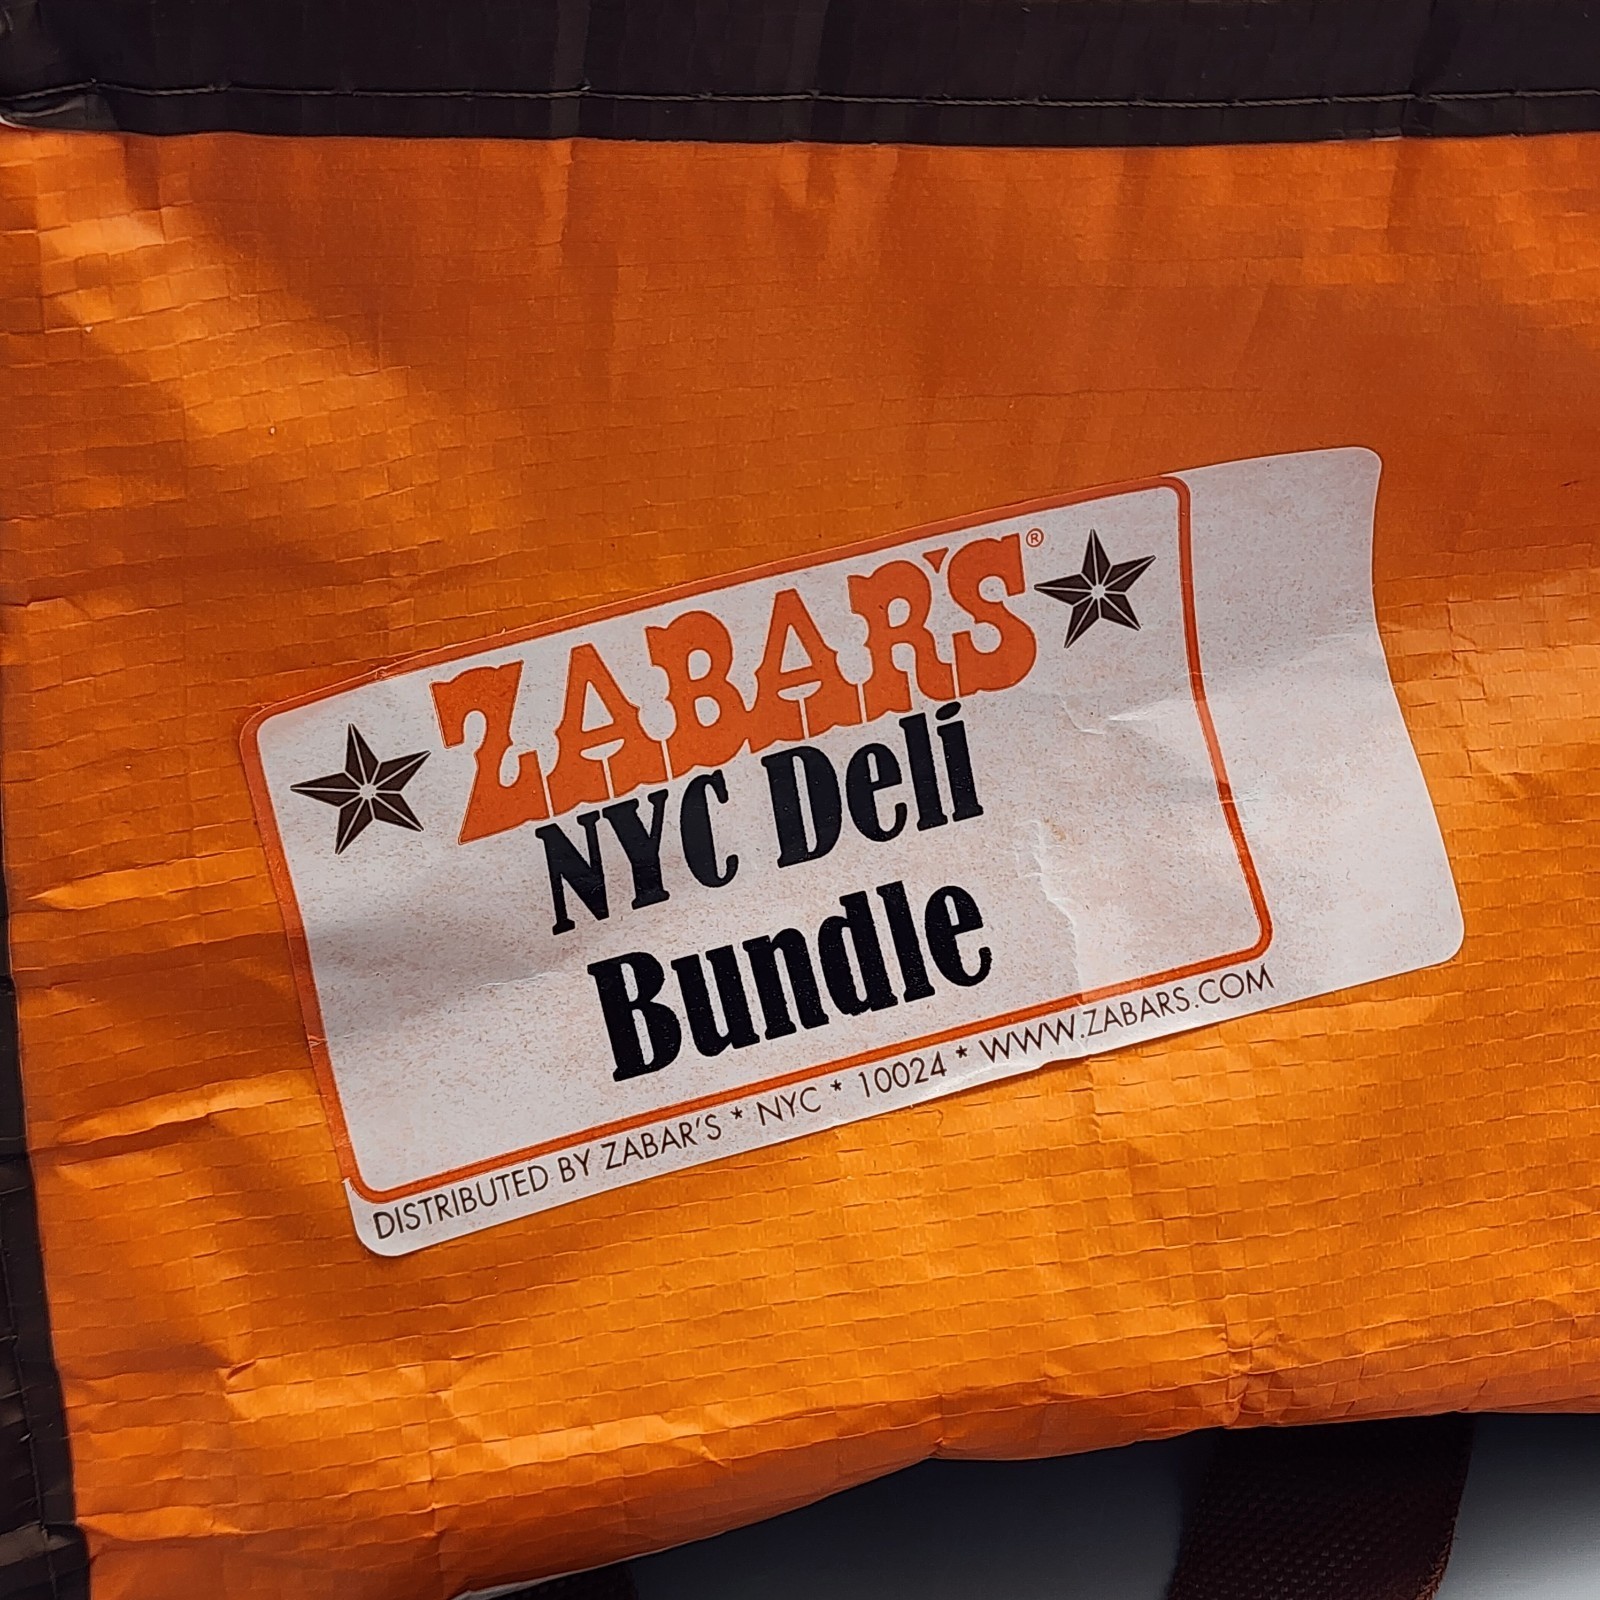 ZABAR'S®
NYC Deli
Bundle
DISTRIBUTED BY ZABAR'S * NYC * 10024 * WWW.ZABARS.COM